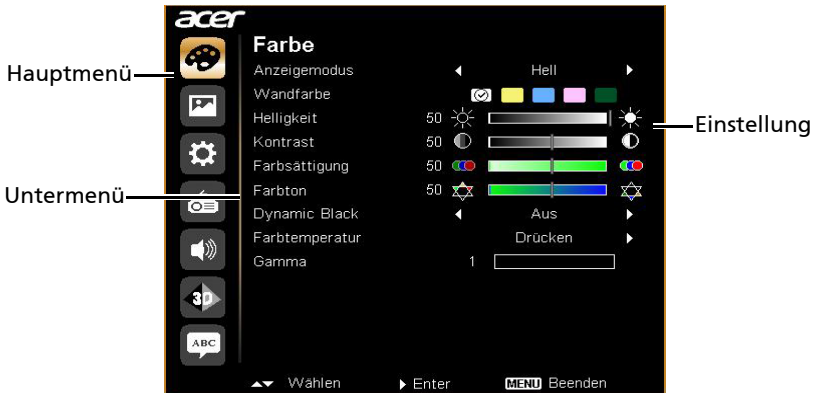 acer
Farbe
Hauptmenü
Anzeigemodus Hell
Wandfarbe
Helligkeit 50
Einstellung
Kontrast 50
Farbsättigung 50
Untermenü
Farbton 50
Dynamic Black Aus
Farbtemperatur Drücken
Gamma 1
3D
ABC
Wählen Enter MENU Beenden